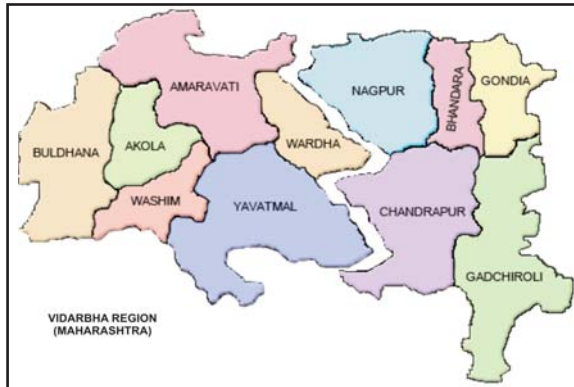 AMARAVATI
NAGPUR
BHANDARA
GONDIA
BULDHANA
AKOLA
WARDHA
WASHIM
YAVATMAL
CHANDRAPUR
GADCHIROLI
VIDARBHA REGION
(MAHARASHTRA)